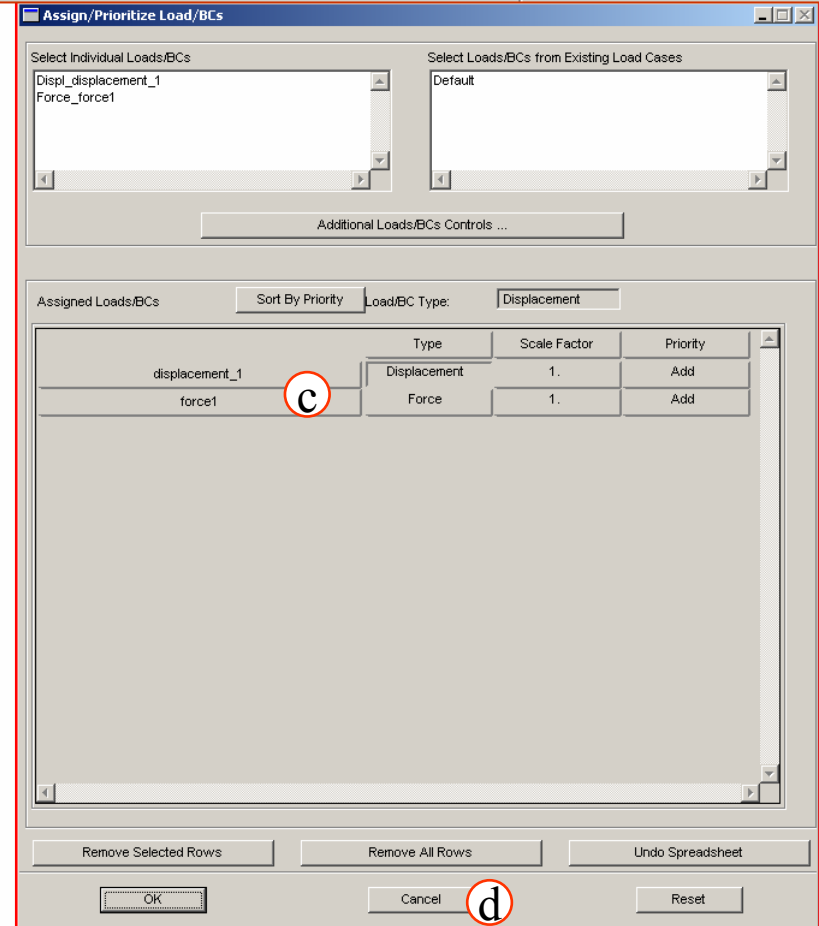 Assign/Prioritize Load/BCs
Select Individual Loads/BCs
Displ_displacement_1
Force_force1
Select Loads/BCs from Existing Load Cases
Default
Additional Loads/BCs Controls ...
Assigned Loads/BCs
Sort By Priority
Load/BC Type:
Displacement
Type
Scale Factor
Priority
displacement_1
Displacement
1.
Add
force1
c
Force
1.
Add
Remove Selected Rows
Remove All Rows
Undo Spreadsheet
OK
Cancel
d
Reset